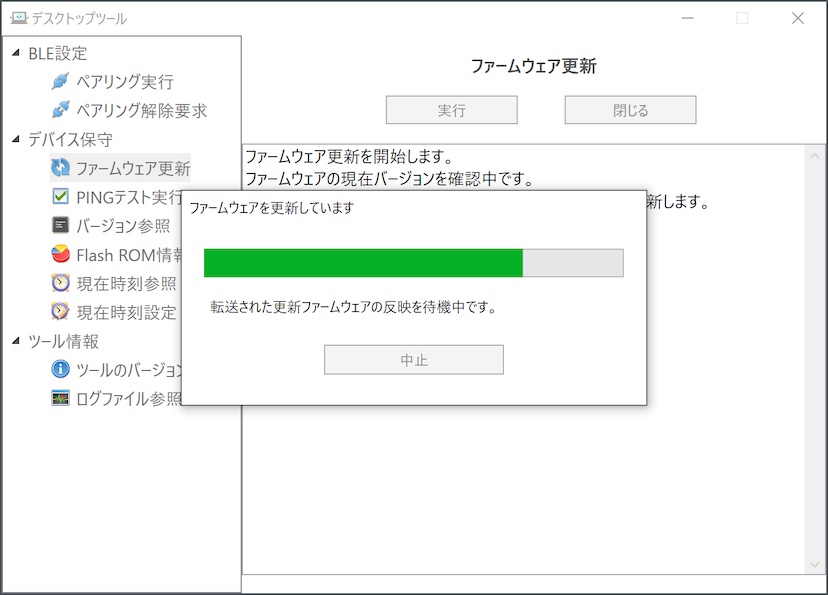 デスクトップツール
BLE設定
ペアリング実行
ペアリング解除要求
デバイス保守
ファームウェア更新
PINGテスト実行
バージョン参照
Flash ROM情
現在時刻参照
現在時刻設定
ツール情報
ツールのバージョン
ログファイル参照
ファームウェア更新
実行
閉じる
ファームウェア更新を開始します。
ファームウェアの現在バージョンを確認中です。
新します。
ファームウェアを更新しています
転送された更新ファームウェアの反映を待機中です。
中止